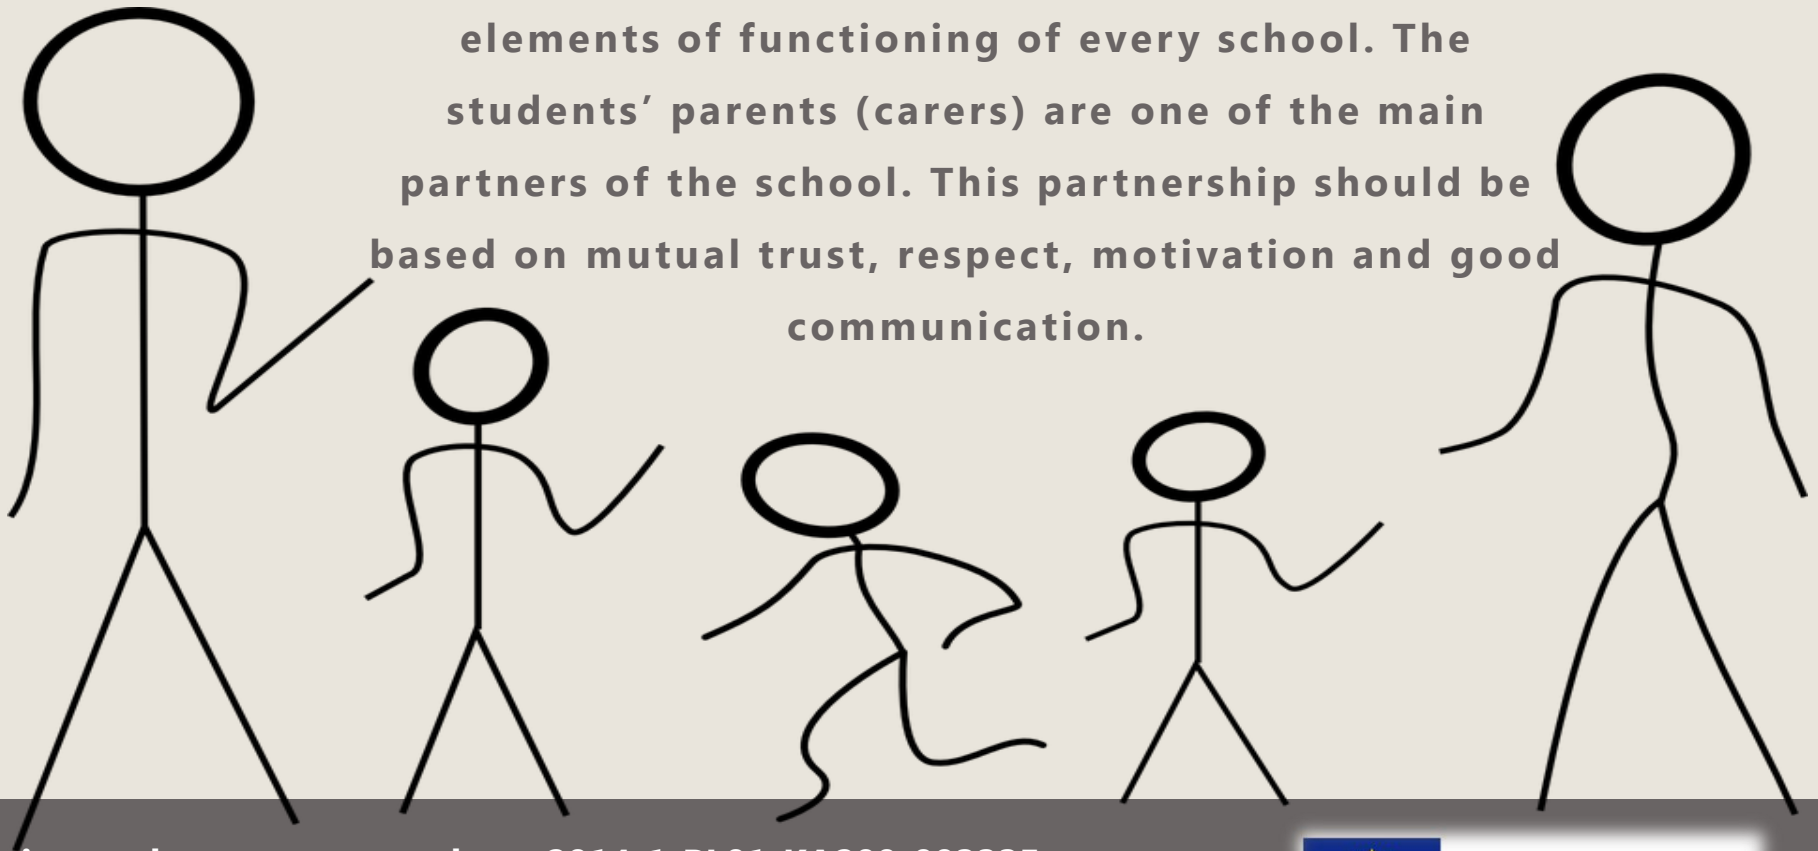 elements of functioning of every school. The
students’ parents (carers) are one of the main
partners of the school. This partnership should be
based on mutual trust, respect, motivation and good
communication.